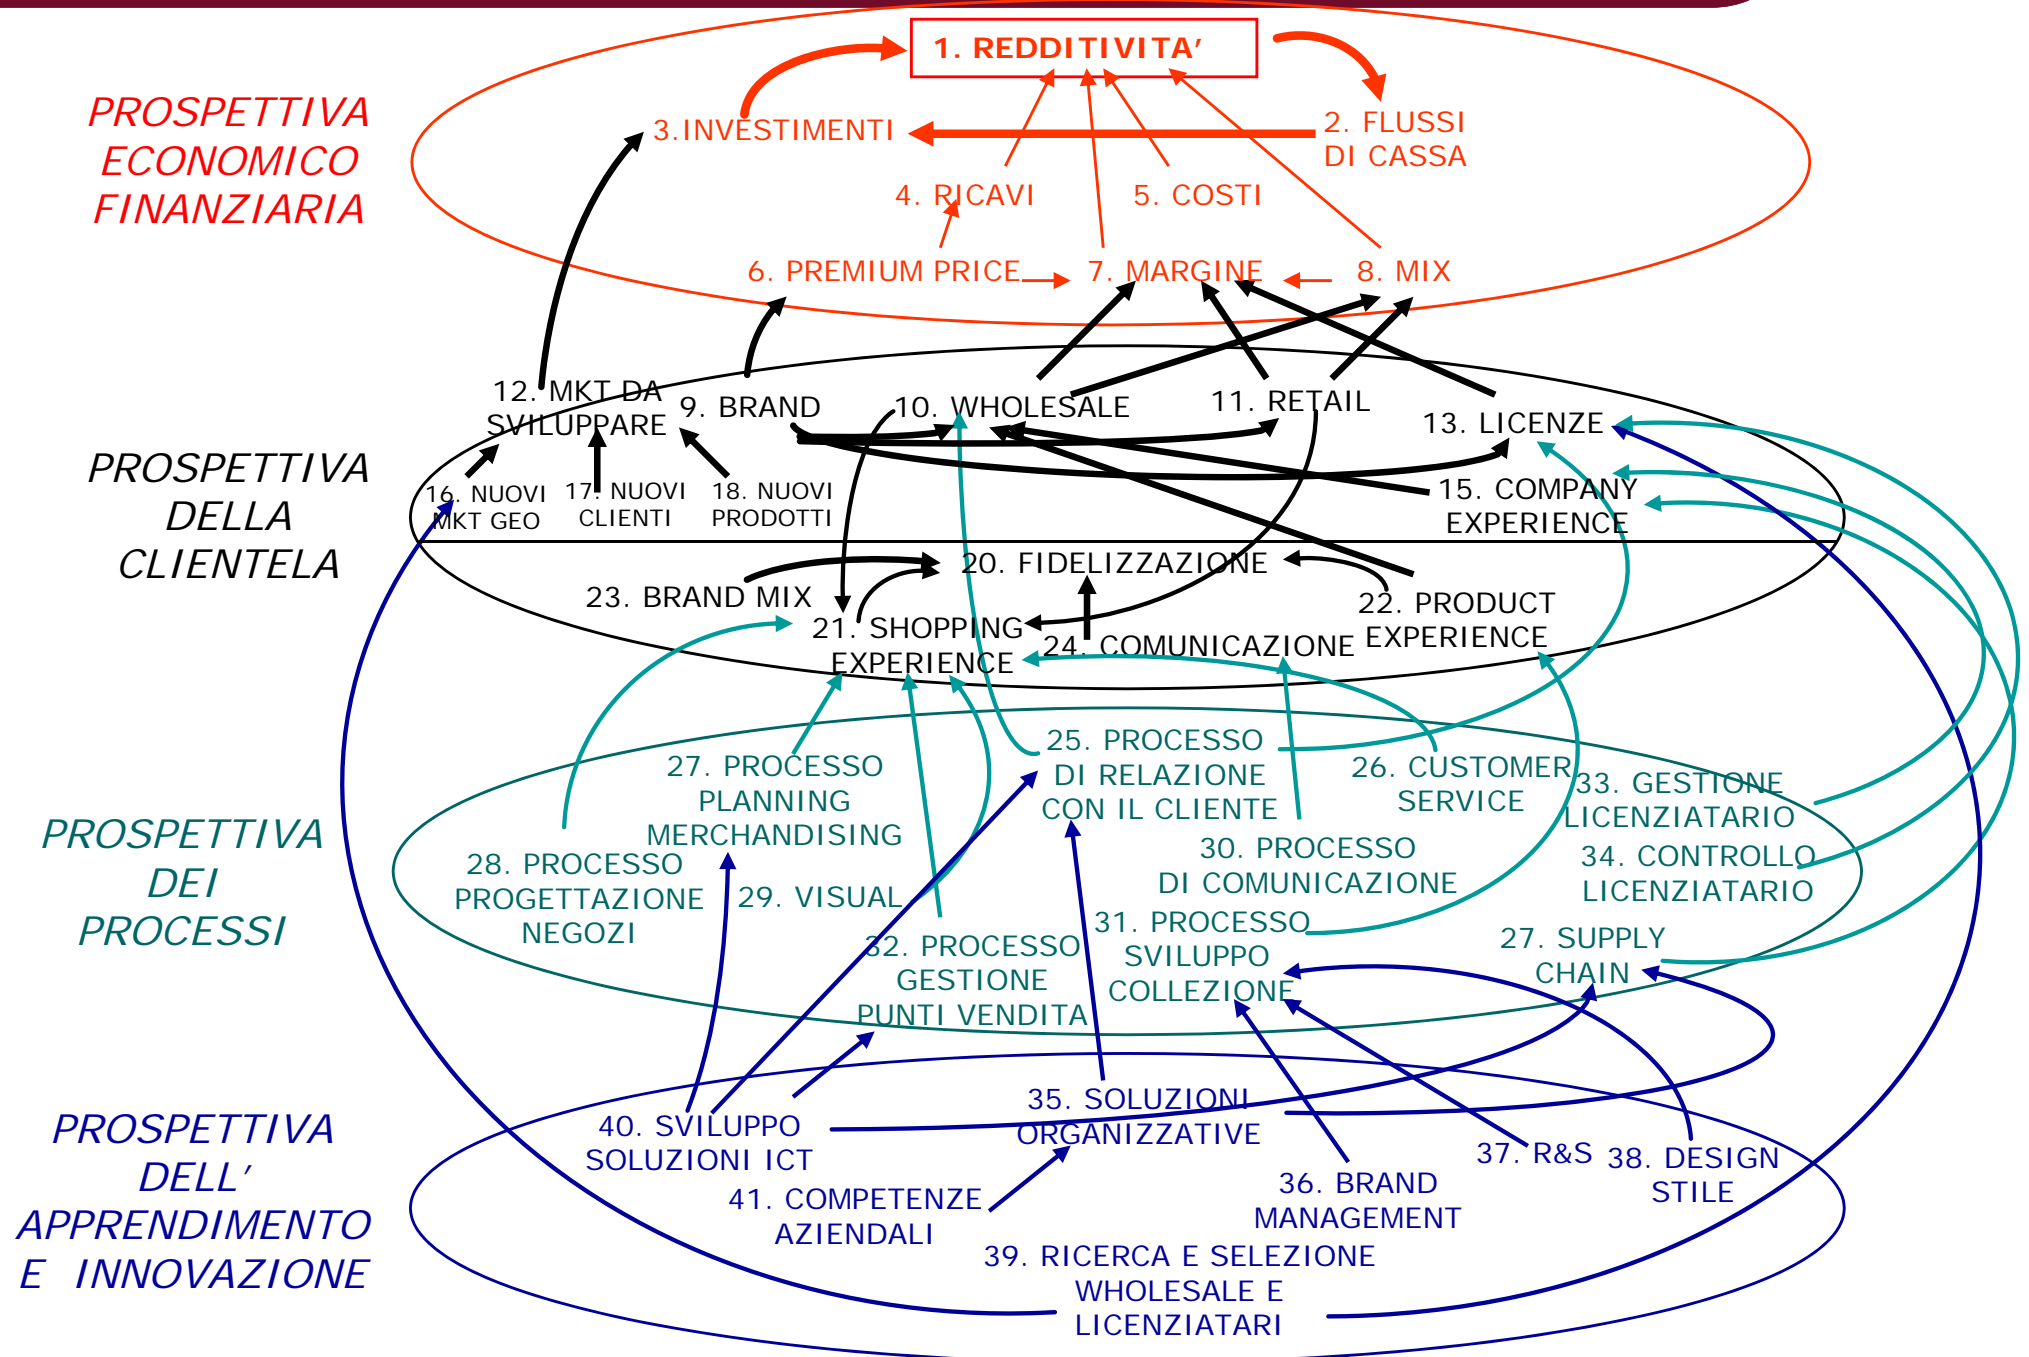 PROSPETTIVA
ECONOMICO
FINANZIARIA
1. REDDITIVITA’
3.INVESTIMENTI
2. FLUSSI
DI CASSA
4. RICAVI
5. COSTI
6. PREMIUM PRICE
7. MARGINE
8. MIX
PROSPETTIVA
DELLA
CLIENTELA
12. MKT DA
SVILUPPARE
9. BRAND
10. WHOLESALE
11. RETAIL
13. LICENZE
16. NUOVI
MKT GEO
17. NUOVI
CLIENTI
18. NUOVI
PRODOTTI
15. COMPANY
EXPERIENCE
20. FIDELIZZAZIONE
23. BRAND MIX
21. SHOPPING
EXPERIENCE
24. COMUNICAZIONE
22. PRODUCT
EXPERIENCE
PROSPETTIVA
DEI
PROCESSI
25. PROCESSO
DI RELAZIONE
CON IL CLIENTE
27. PROCESSO
PLANNING
MERCHANDISING
26. CUSTOMER
SERVICE
33. GESTIONE
LICENZIATARIO
28. PROCESSO
PROGETTAZIONE
NEGOZI
29. VISUAL
30. PROCESSO
DI COMUNICAZIONE
34. CONTROLLO
LICENZIATARIO
32. PROCESSO
GESTIONE
PUNTI VENDITA
31. PROCESSO
SVILUPPO
COLLEZIONE
27. SUPPLY
CHAIN
PROSPETTIVA
DELL’
APPRENDIMENTO
E INNOVAZIONE
40. SVILUPPO
SOLUZIONI ICT
35. SOLUZIONI
ORGANIZZATIVE
41. COMPETENZE
AZIENDALI
36. BRAND
MANAGEMENT
37. R&S
38. DESIGN
STILE
39. RICERCA E SELEZIONE
WHOLESALE E
LICENZIATARI